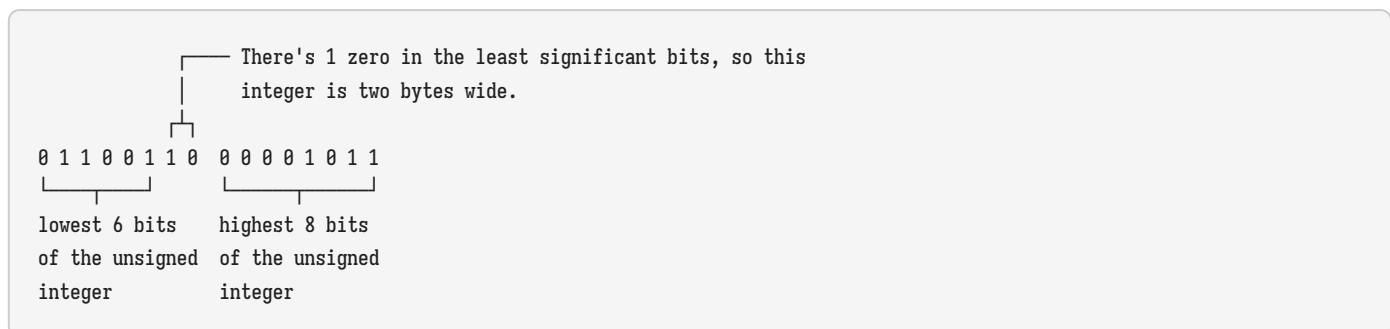 There's 1 zero in the least significant bits, so this
integer is two bytes wide.
0 1 1 0 0 1 1 0  0 0 0 0 1 0 1 1
lowest 6 bits   highest 8 bits
of the unsigned  of the unsigned
integer         integer